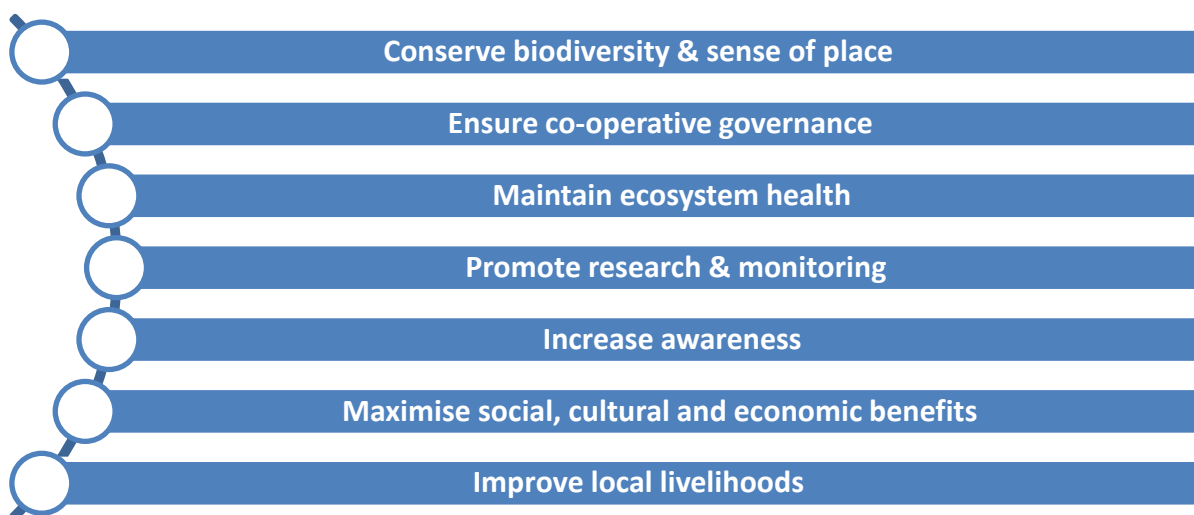 Conserve biodiversity & sense of place
Ensure co-operative governance
Maintain ecosystem health
Promote research & monitoring
Increase awareness
Maximise social, cultural and economic benefits
Improve local livelihoods